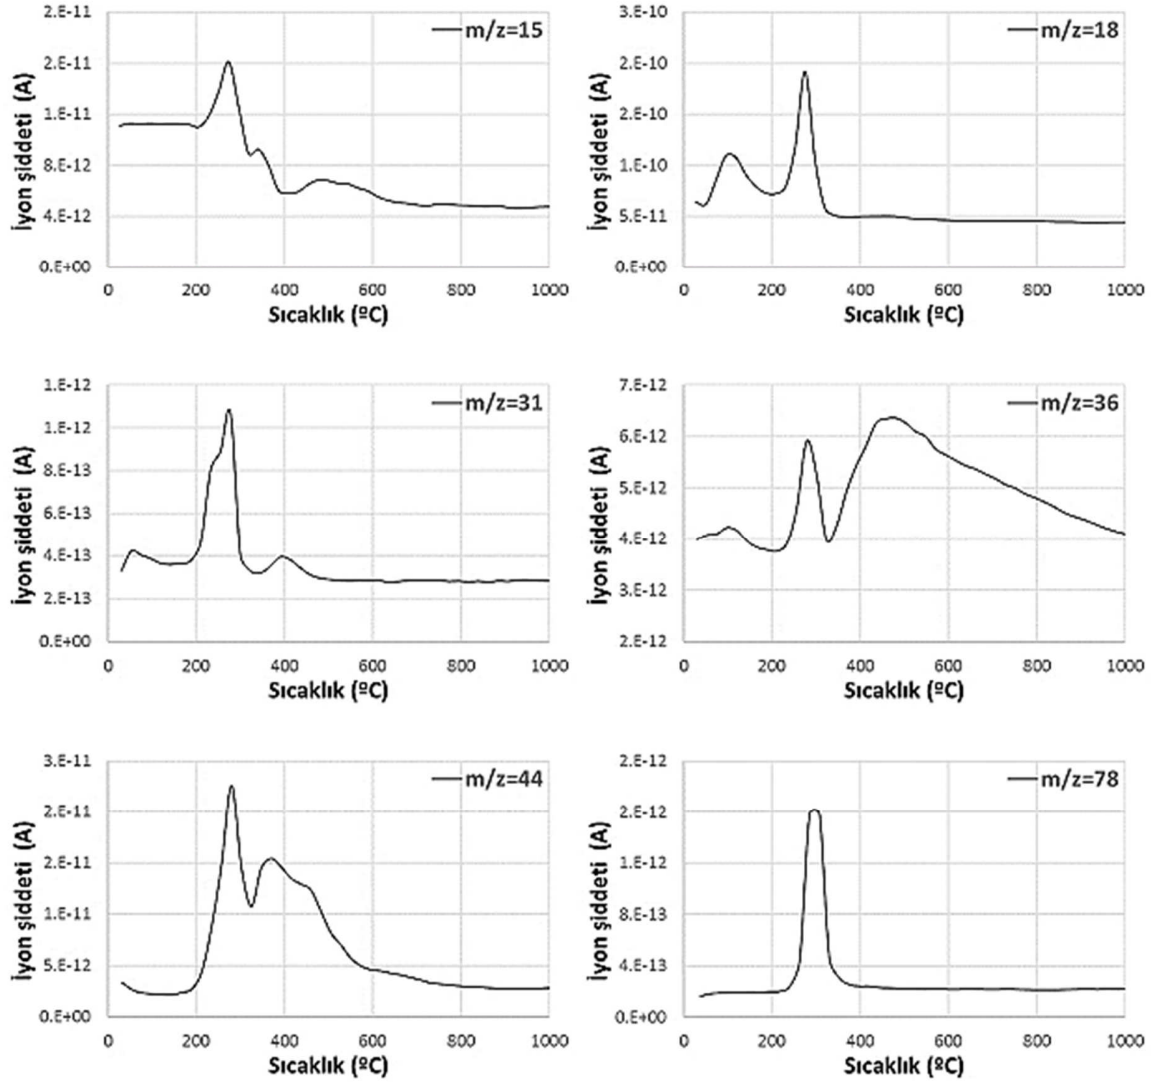 2.E-11
2.E-11
1.E-11
8.E-12
4.E-12
0.E+00
İyon şiddeti (A)
m/z=15
0 200 400 600 800 1000
Sıcaklık (ºC)
3.E-10
2.E-10
2.E-10
1.E-10
5.E-11
0.E+00
İyon şiddeti (A)
m/z=18
0 200 400 600 800 1000
Sıcaklık (ºC)
1.E-12
1.E-12
8.E-13
6.E-13
4.E-13
2.E-13
0.E+00
İyon şiddeti (A)
m/z=31
0 200 400 600 800 1000
Sıcaklık (ºC)
7.E-12
6.E-12
5.E-12
4.E-12
3.E-12
2.E-12
İyon şiddeti (A)
m/z=36
0 200 400 600 800 1000
Sıcaklık (ºC)
3.E-11
2.E-11
2.E-11
1.E-11
5.E-12
0.E+00
İyon şiddeti (A)
m/z=44
0 200 400 600 800 1000
Sıcaklık (ºC)
2.E-12
2.E-12
1.E-12
8.E-13
4.E-13
0.E+00
İyon şiddeti (A)
m/z=78
0 200 400 600 800 1000
Sıcaklık (ºC)